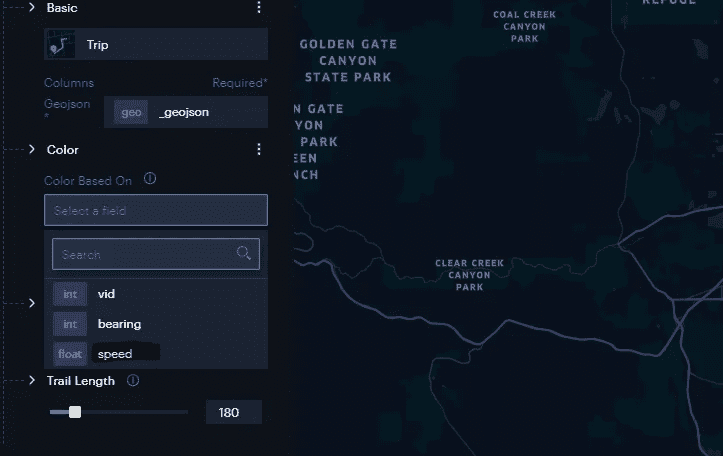 Basic
Trip
Columns Required*
Geojson
*
geo _geojson
Color
Color Based On
Select a field
Search
int vid
int bearing
float speed
Trail Length
180
COAL CREEK
CANYON
PARK
GOLDEN GATE
CANYON
STATE PARK
N GATE
YON
PARK
EEN
NCH
CLEAR CREEK
CANYON
PARK
REFUGE